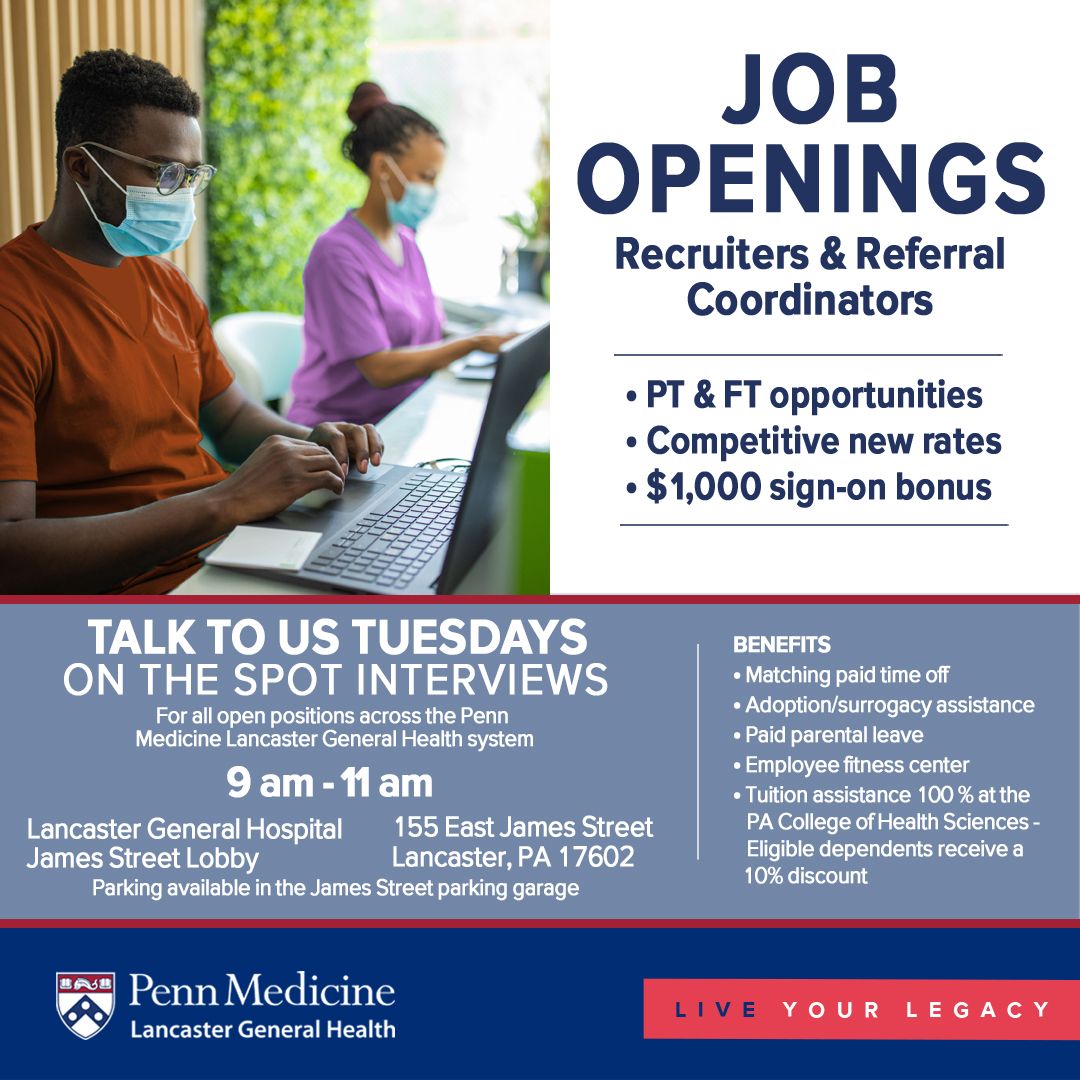 JOB
OPENINGS
Recruiters & Referral
Coordinators
• PT & FT opportunities
• Competitive new rates
• $1,000 sign-on bonus
TALK TO US TUESDAYS
ON THE SPOT INTERVIEWS
For all open positions across the Penn
Medicine Lancaster General Health system
9 am - 11 am
Lancaster General Hospital
James Street Lobby
155 East James Street
Lancaster, PA 17602
Parking available in the James Street parking garage
BENEFITS
• Matching paid time off
• Adoption/surrogacy assistance
• Paid parental leave
• Employee fitness center
• Tuition assistance 100 % at the
PA College of Health Sciences -
Eligible dependents receive a
10% discount
Penn Medicine
Lancaster General Health
LIVE YOUR LEGACY